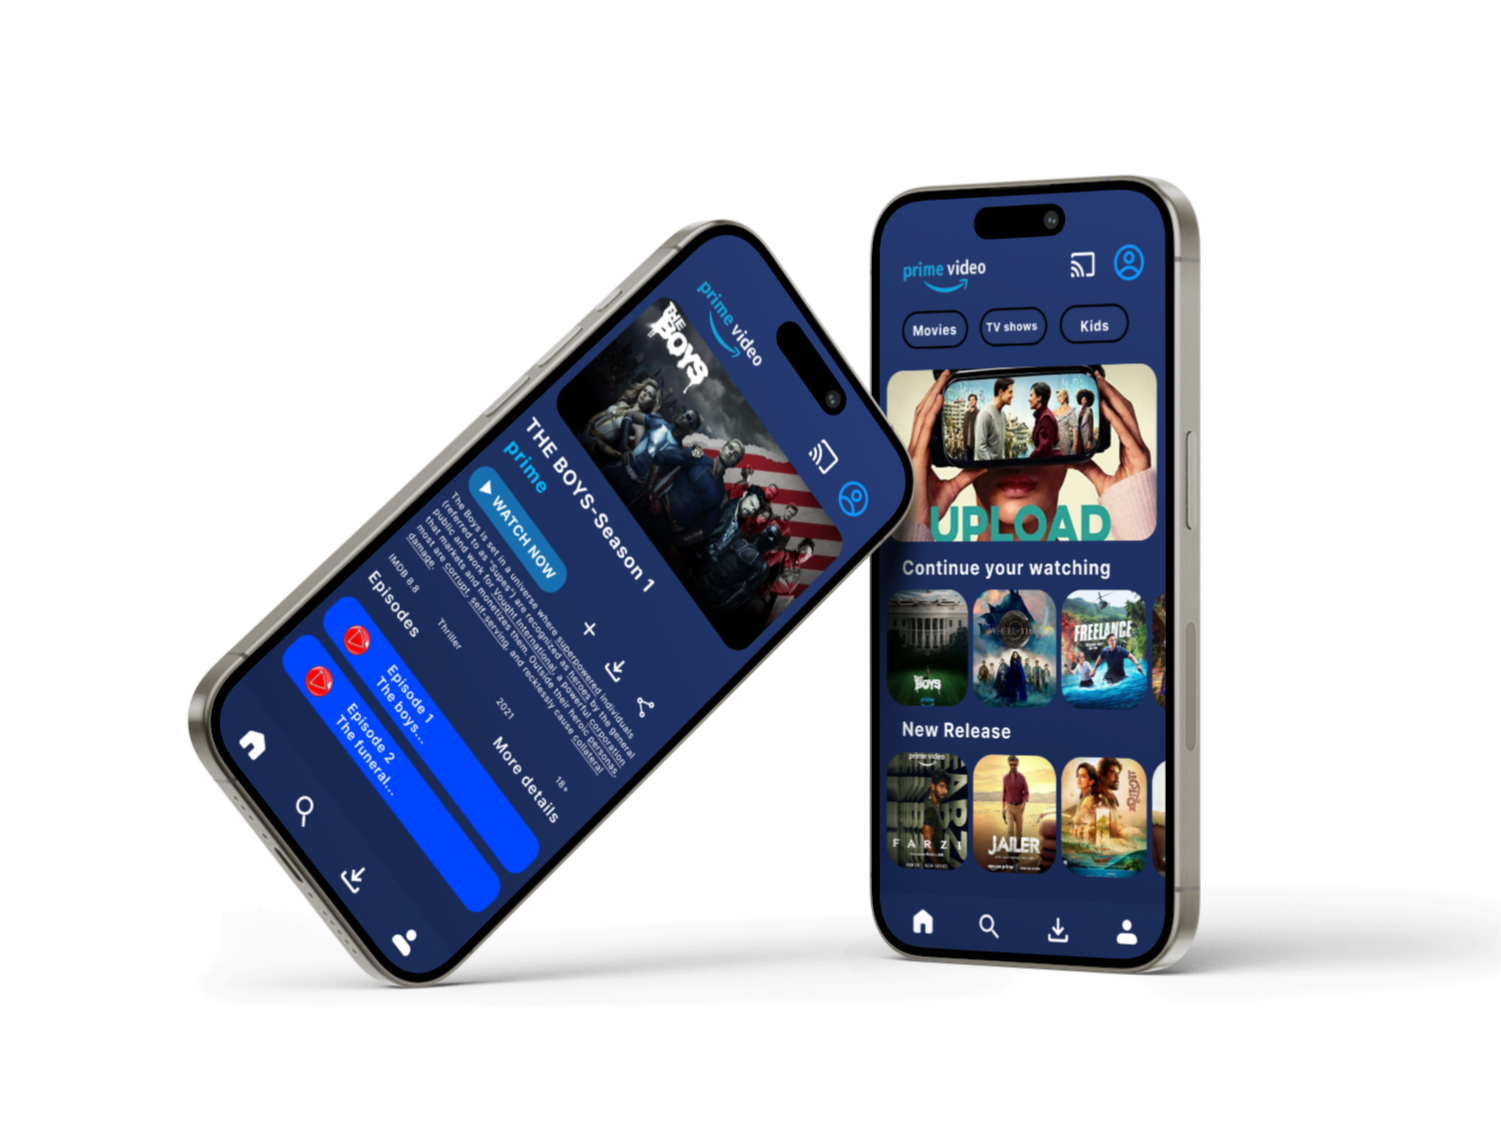 prime video
THE
BOYS
THE BOYS-Season 1
prime
WATCH NOW
The Boys is set in a universe where superpowered individuals
(referred to as "Supes") are recognized as heroes by the general
public and work for Vought International, a powerful corporation
that markets and monetizes them. Outside their heroic personas,
most are corrupt, self-serving, and recklessly cause collateral
damage.
IMDB 8.8
Thriller
2021
18+
Episodes
More details
Episode 1
The boys...
Episode 2
The funeral...
prime video
Movies
TV shows
Kids
UPLOAD
Continue your watching
THE BOYS
WHEEL TIME
FREELANCE
New Release
prime video
FARZI
FARZI
JAILER